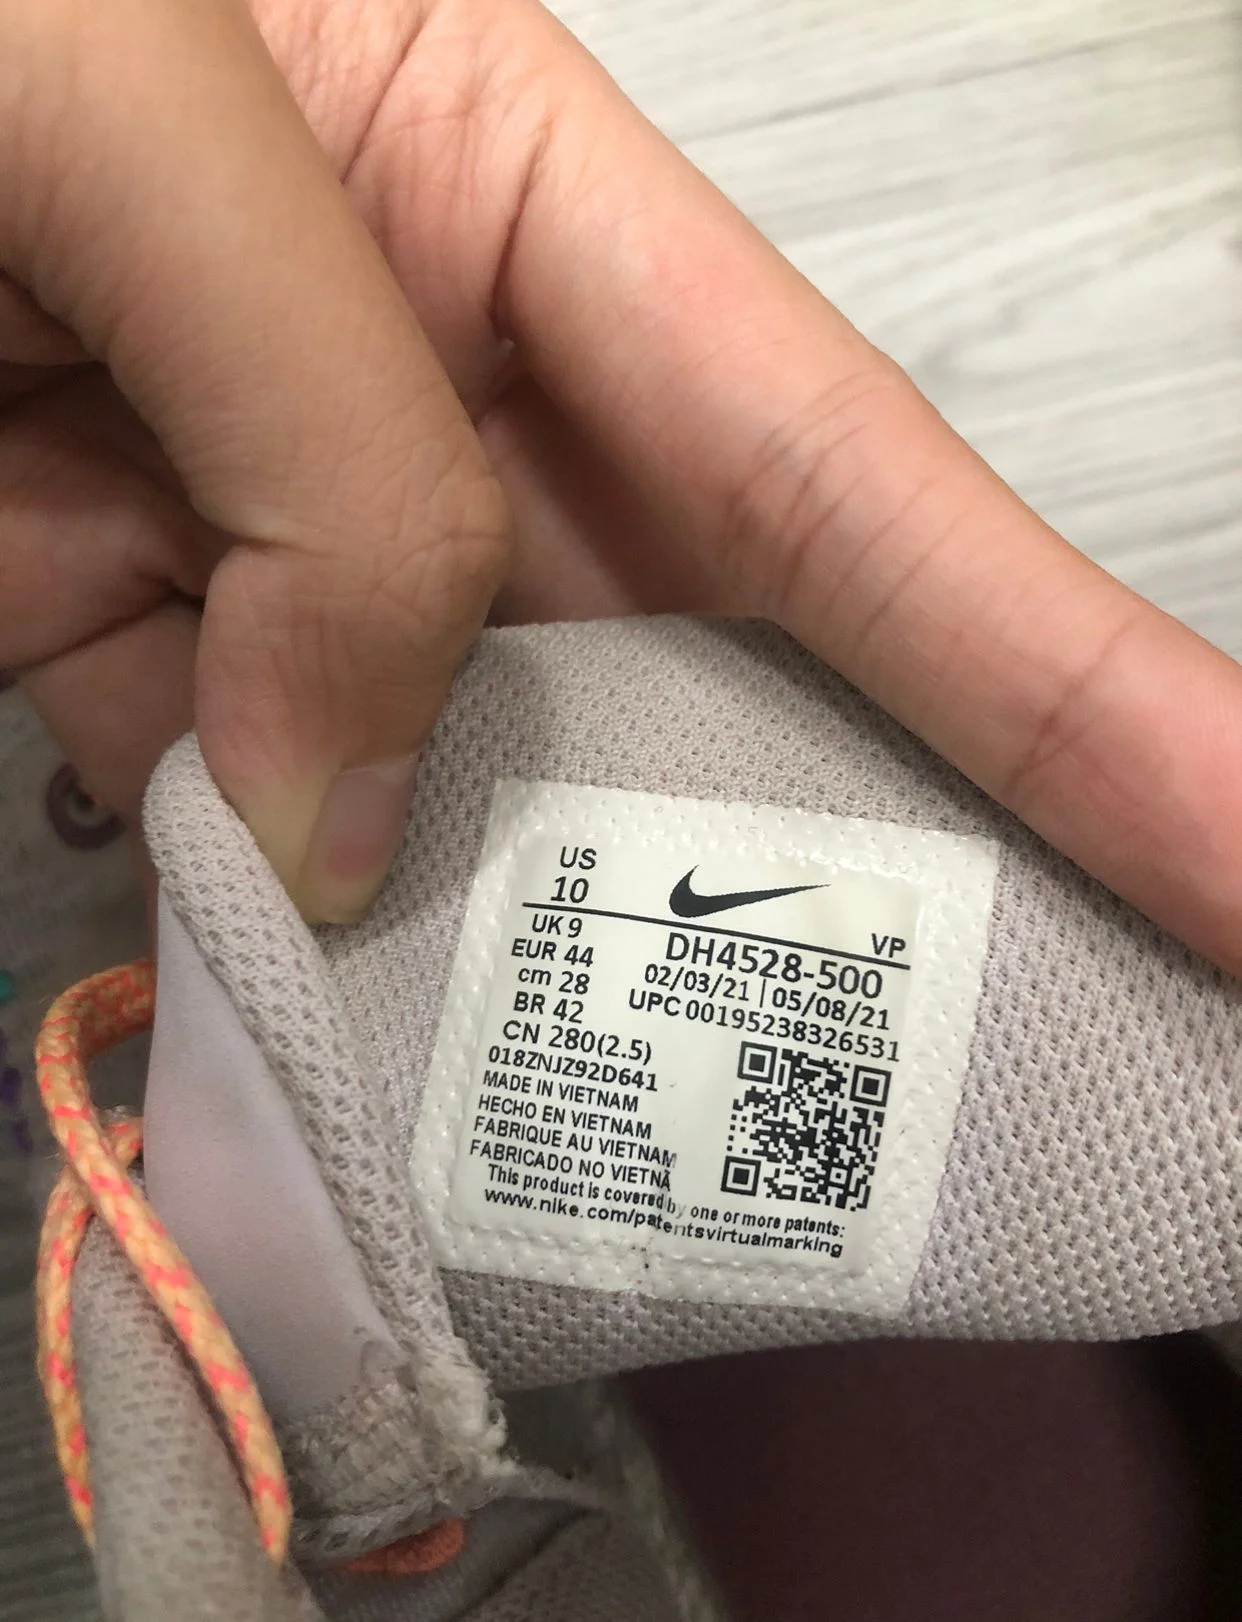 US
10
VP
UK 9
EUR 44
cm 28
BR 42
CN 280(2.5)
018ZNJZ92D641
DH4528-500
02/03/21 | 05/08/21
UPC 00195238326531
MADE IN VIETNAM
HECHO EN VIETNAM
FABRIQUE AU VIETNAM
FABRICADO NO VIETNÃ
This product is covered by one or more patents:
www.nike.com/patentsvirtualmarking